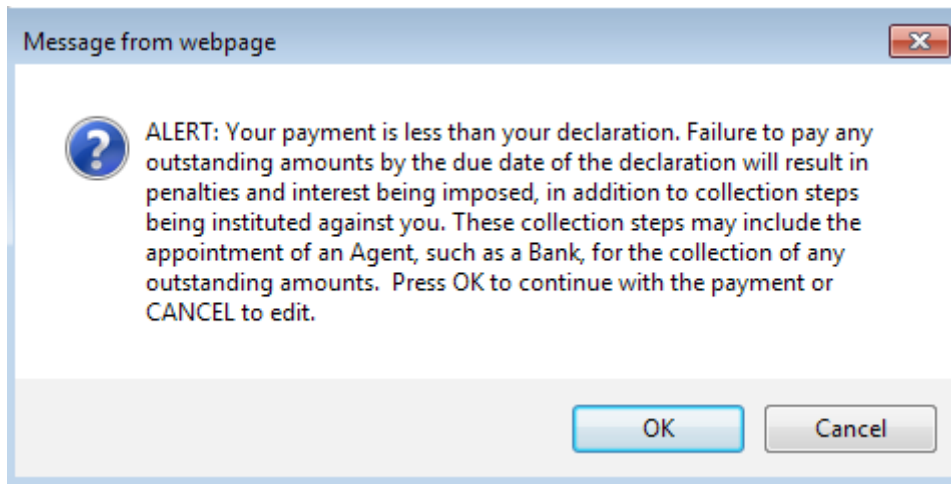 Message from webpage
ALERT: Your payment is less than your declaration. Failure to pay any
outstanding amounts by the due date of the declaration will result in
penalties and interest being imposed, in addition to collection steps
being instituted against you. These collection steps may include the
appointment of an Agent, such as a Bank, for the collection of any
outstanding amounts.  Press OK to continue with the payment or
CANCEL to edit.
OK
Cancel